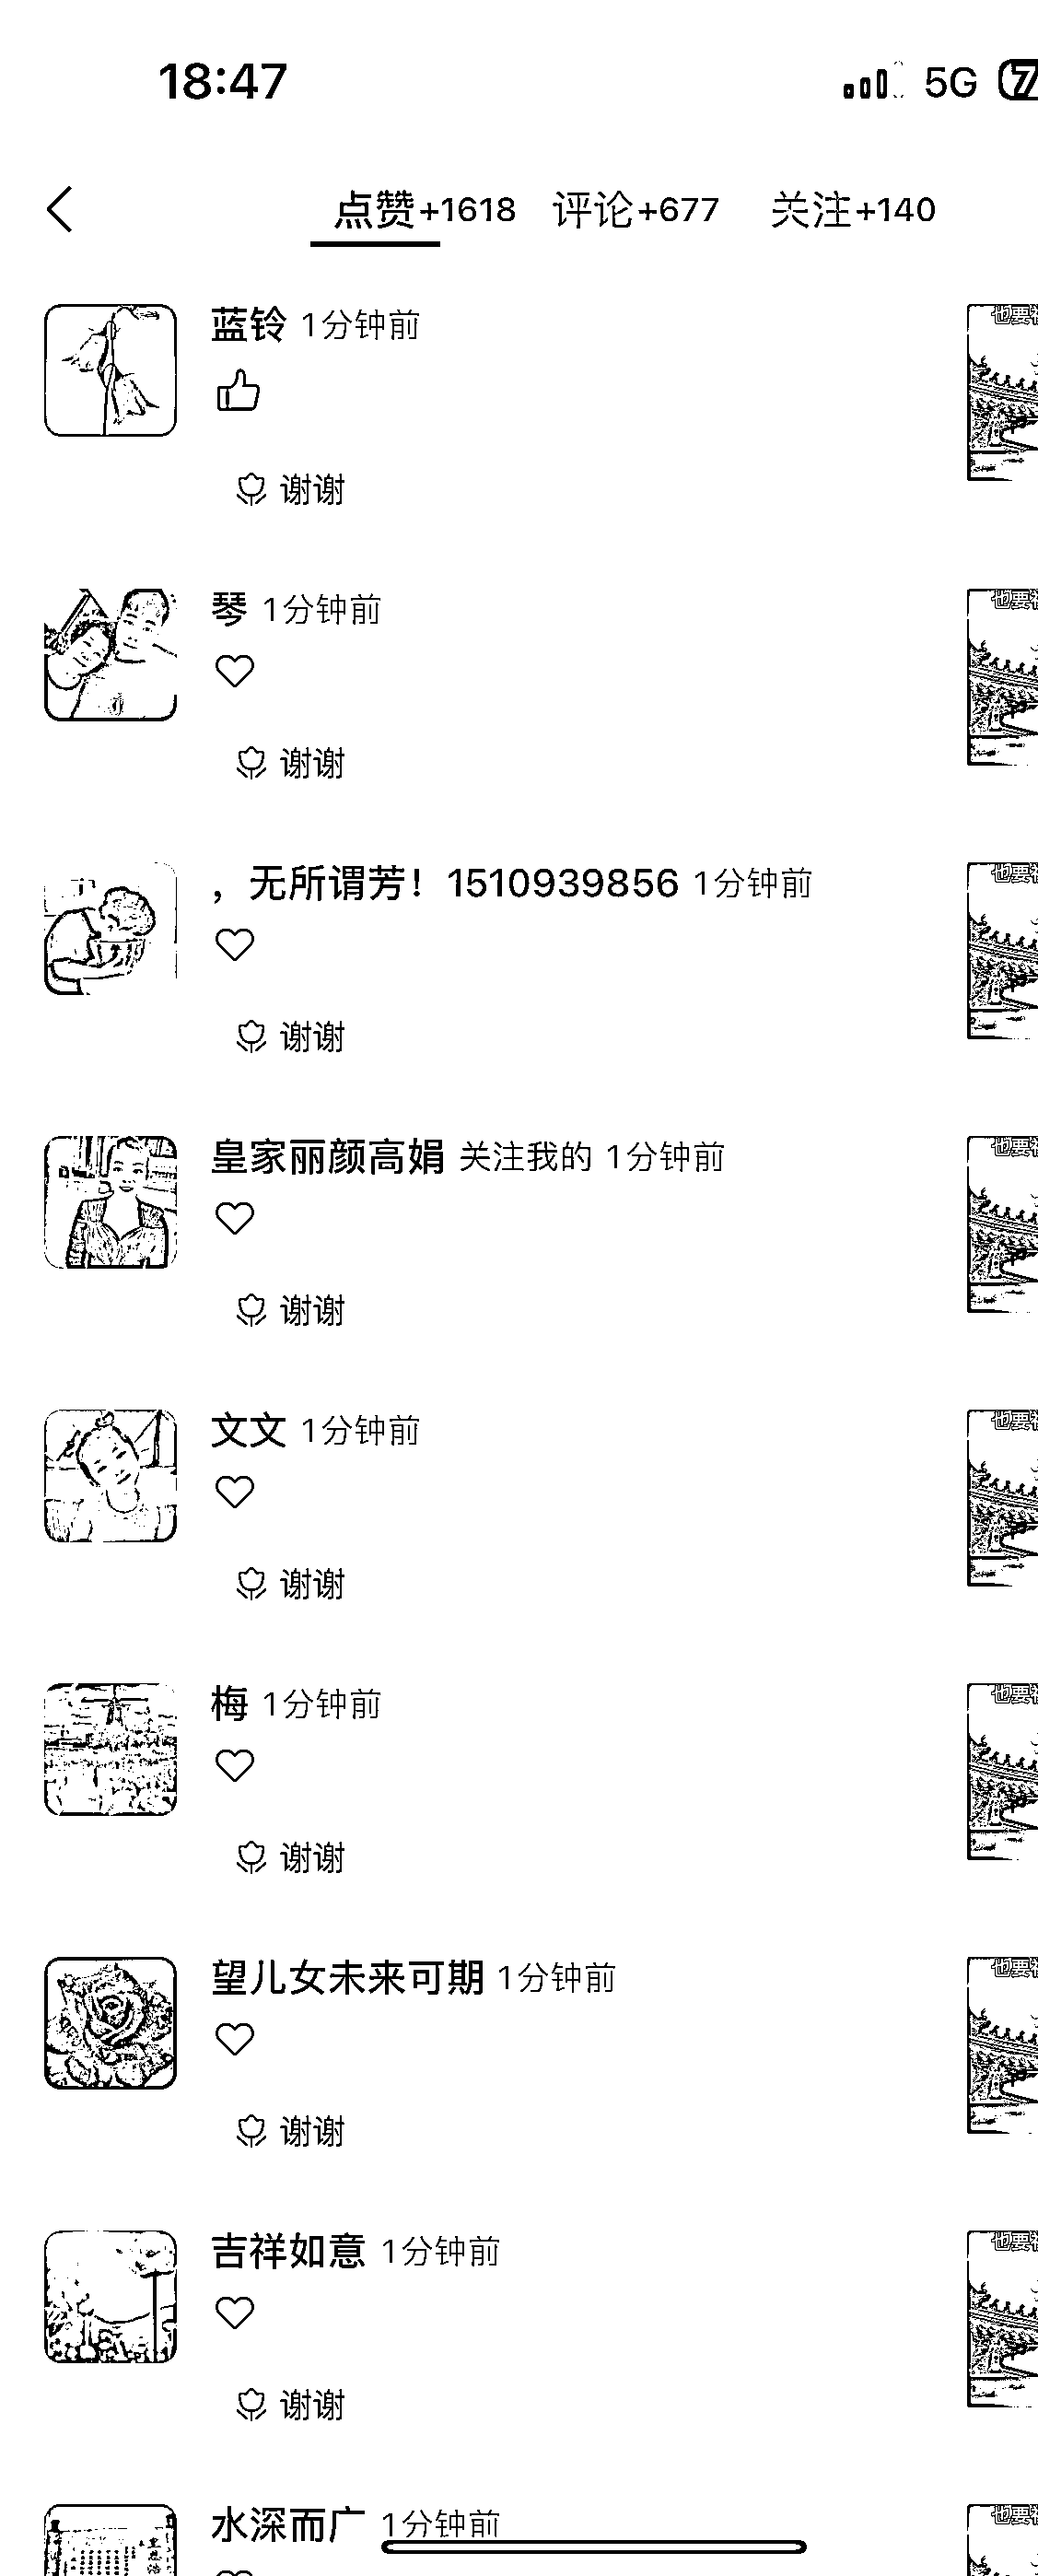 18:47 5G 7
点赞+1618 评论+677 关注+140
蓝铃 1分钟前
也要
谢谢
琴 1分钟前
也要
谢谢
，无所谓芳！1510939856 1分钟前
也要
谢谢
皇家丽颜高娟 关注我的 1分钟前
也要
谢谢
文文 1分钟前
也要
谢谢
梅 1分钟前
也要
谢谢
望儿女未来可期 1分钟前
也要
谢谢
吉祥如意 1分钟前
也要
谢谢
水深而广 1分钟前
也要